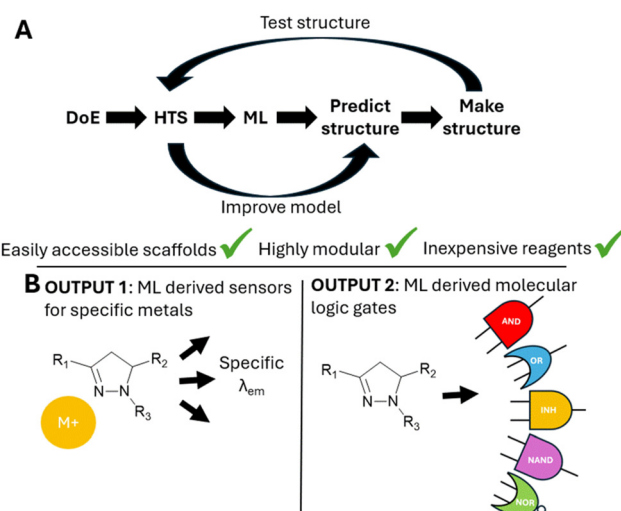 A
Test structure
DoE HTS ML Predict structure Make structure
Improve model
Easily accessible scaffolds Highly modular Inexpensive reagents
B OUTPUT 1: ML derived sensors
for specific metals
R1 R2
N N
R3
M+
Specific
λem
OUTPUT 2: ML derived molecular
logic gates
R1 R2
N N
R3
AND
OR
INH
NAND
NOR